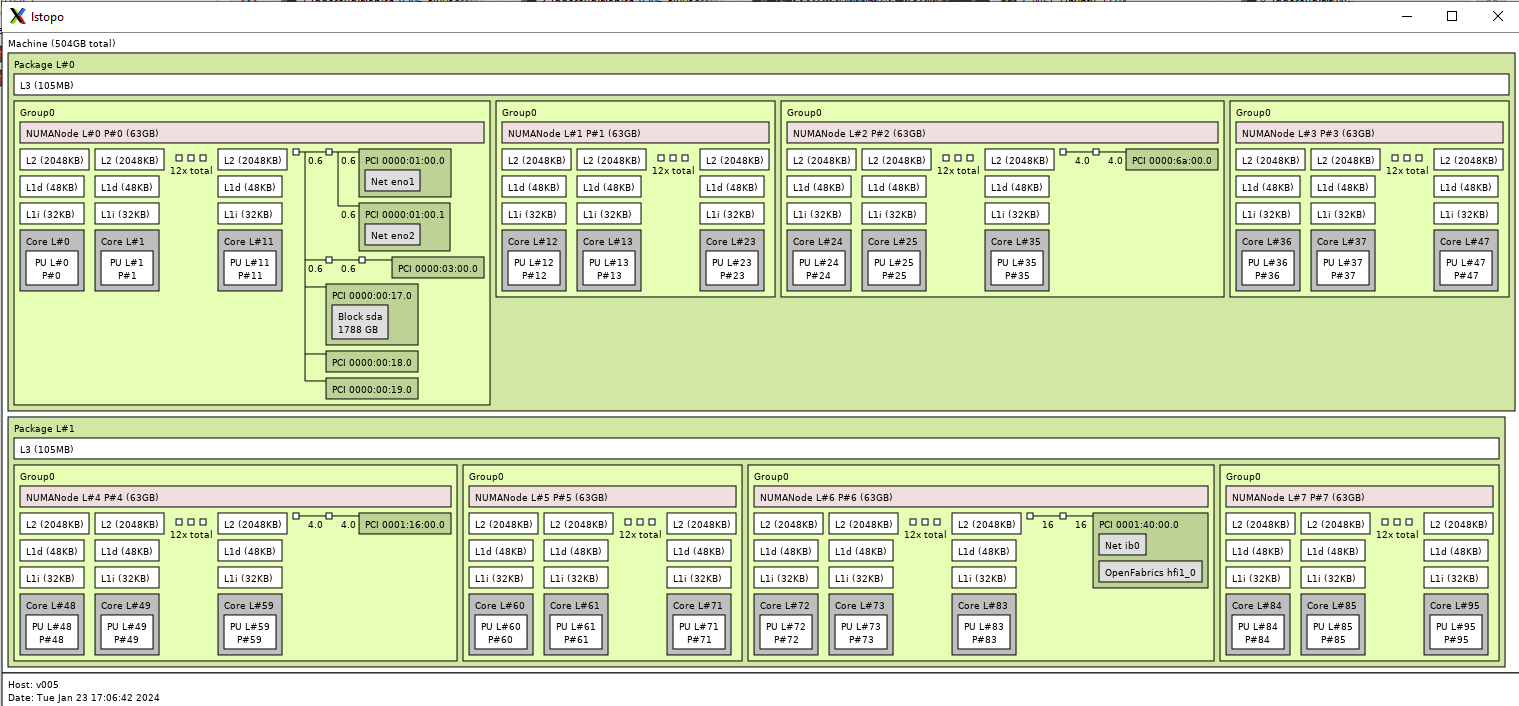 lstopo
Machine (504GB total)
Package L#0
L3 (105MB)
Group0
NUMANode L#0 P#0 (63GB)
L2 (2048KB) L2 (2048KB) 12x total L2 (2048KB)
L1d (48KB) L1d (48KB) L1d (48KB)
L1i (32KB) L1i (32KB) L1i (32KB)
Core L#0 Core L#1 Core L#11
PU L#0 PU L#1 PU L#11
P#0 P#1 P#11
0.6 0.6 PCI 0000:01:00.0
Net eno1
0.6 PCI 0000:01:00.1
Net eno2
0.6 0.6 PCI 0000:03:00.0
PCI 0000:00:17.0
Block sda
1788 GB
PCI 0000:00:18.0
PCI 0000:00:19.0
Group0
NUMANode L#1 P#1 (63GB)
L2 (2048KB) L2 (2048KB) 12x total L2 (2048KB)
L1d (48KB) L1d (48KB) L1d (48KB)
L1i (32KB) L1i (32KB) L1i (32KB)
Core L#12 Core L#13 Core L#23
PU L#12 PU L#13 PU L#23
P#12 P#13 P#23
Group0
NUMANode L#2 P#2 (63GB)
L2 (2048KB) L2 (2048KB) 12x total L2 (2048KB)
L1d (48KB) L1d (48KB) L1d (48KB)
L1i (32KB) L1i (32KB) L1i (32KB)
Core L#24 Core L#25 Core L#35
PU L#24 PU L#25 PU L#35
P#24 P#25 P#35
4.0 4.0 PCI 0000:6a:00.0
Group0
NUMANode L#3 P#3 (63GB)
L2 (2048KB) L2 (2048KB) 12x total L2 (2048KB)
L1d (48KB) L1d (48KB) L1d (48KB)
L1i (32KB) L1i (32KB) L1i (32KB)
Core L#36 Core L#37 Core L#47
PU L#36 PU L#37 PU L#47
P#36 P#37 P#47
Package L#1
L3 (105MB)
Group0
NUMANode L#4 P#4 (63GB)
L2 (2048KB) L2 (2048KB) 12x total L2 (2048KB)
L1d (48KB) L1d (48KB) L1d (48KB)
L1i (32KB) L1i (32KB) L1i (32KB)
Core L#48 Core L#49 Core L#59
PU L#48 PU L#49 PU L#59
P#48 P#49 P#59
4.0 4.0 PCI 0001:16:00.0
Group0
NUMANode L#5 P#5 (63GB)
L2 (2048KB) L2 (2048KB) 12x total L2 (2048KB)
L1d (48KB) L1d (48KB) L1d (48KB)
L1i (32KB) L1i (32KB) L1i (32KB)
Core L#60 Core L#61 Core L#71
PU L#60 PU L#61 PU L#71
P#60 P#61 P#71
Group0
NUMANode L#6 P#6 (63GB)
L2 (2048KB) L2 (2048KB) 12x total L2 (2048KB)
L1d (48KB) L1d (48KB) L1d (48KB)
L1i (32KB) L1i (32KB) L1i (32KB)
Core L#72 Core L#73 Core L#83
PU L#72 PU L#73 PU L#83
P#72 P#73 P#83
16 16 PCI 0001:40:00.0
Net ib0
OpenFabrics hfi1_0
Group0
NUMANode L#7 P#7 (63GB)
L2 (2048KB) L2 (2048KB) 12x total L2 (2048KB)
L1d (48KB) L1d (48KB) L1d (48KB)
L1i (32KB) L1i (32KB) L1i (32KB)
Core L#84 Core L#85 Core L#95
PU L#84 PU L#85 PU L#95
P#84 P#85 P#95
Host: v005
Date: Tue Jan 23 17:06:42 2024